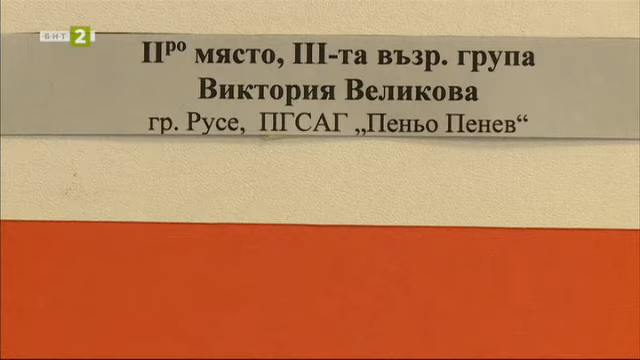 БНТ 2
IIро място, III-та възр. група
Виктория Великова
гр. Русе, ПГСАГ „Пеньо Пенев“